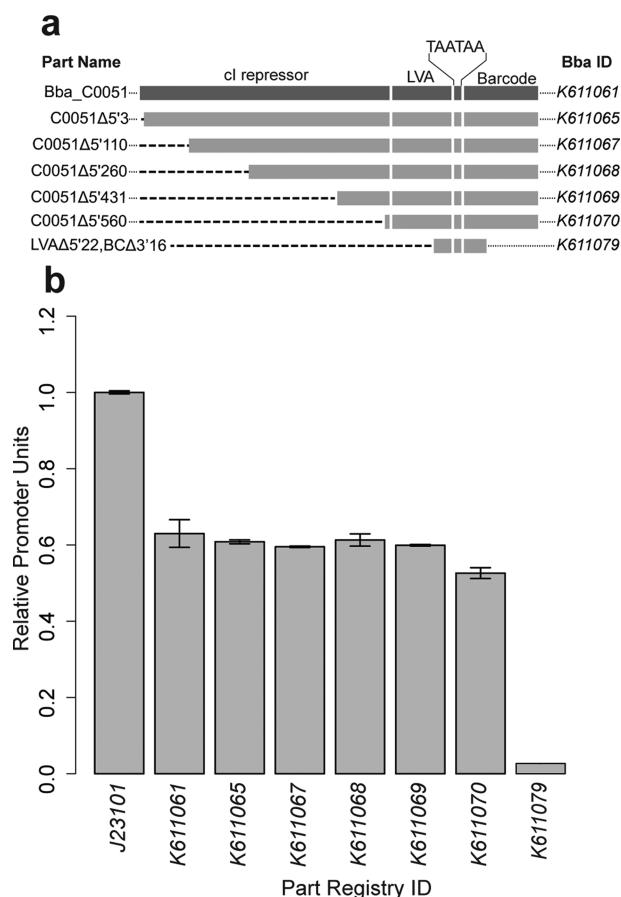 a
TAATAA
Part Name cI repressor LVA Barcode Bba ID
Bba_C0051 K611061
C0051Δ5'3 K611065
C0051Δ5'110 K611067
C0051Δ5'260 K611068
C0051Δ5'431 K611069
C0051Δ5'560 K611070
LVAΔ5'22,BCΔ3'16 K611079
b
Relative Promoter Units
1.2
1.0
0.8
0.6
0.4
0.2
0.0
J23101 K611061 K611065 K611067 K611068 K611069 K611070 K611079
Part Registry ID